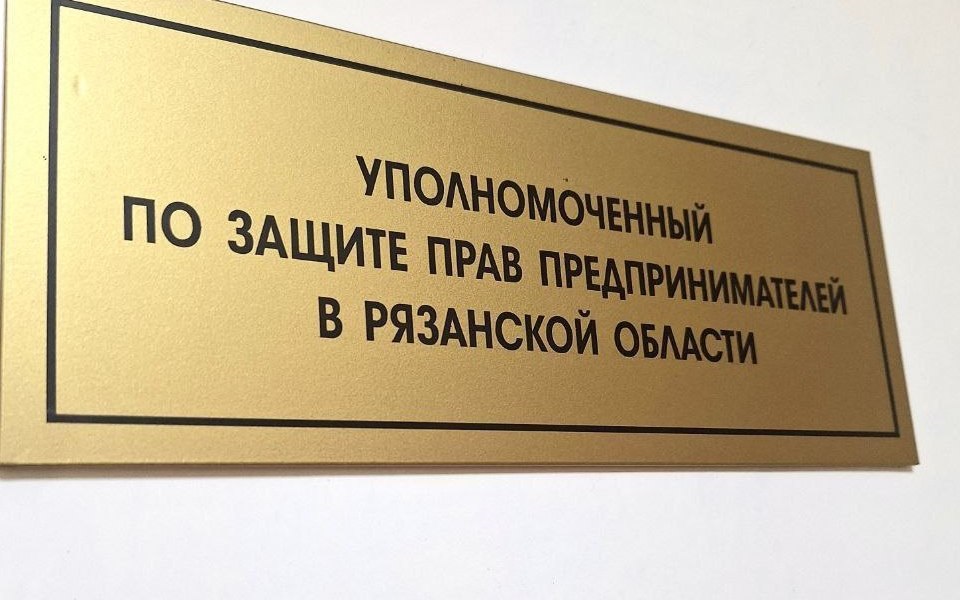 УПОЛНОМОЧЕННЫЙ
ПО ЗАЩИТЕ ПРАВ ПРЕДПРИНИМАТЕЛЕЙ
В РЯЗАНСКОЙ ОБЛАСТИ